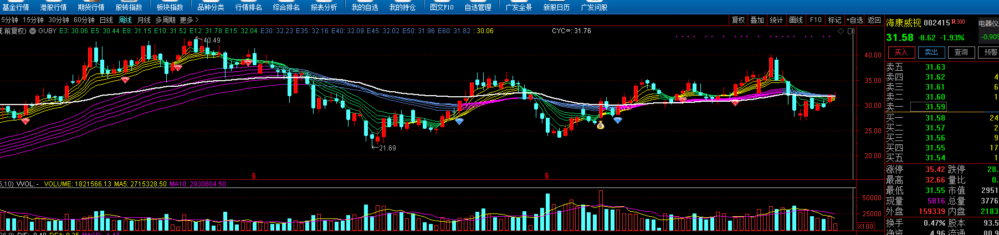 基金行情 港股行情 期货行情 股转指数 板块指数 品种分类 行情排名 综合排名 报表分析 我的自选 我的持仓 图文F10 自选管理 广发全景 新股日历 广发问股
5分钟 15分钟 30分钟 60分钟 日线 周线 月线 多周期 更多> 复权 叠加 统计 画线 F10 标记 +自选 返回
前复权) GUBY E3: 30.06 E5: 30.44 E8: 31.15 E10: 31.52 E12: 31.78 E15: 32.04 E30: 32.23 E35: 32.16 E40: 32.09 E45: 32.02 E50: 31.96 E60: 31.82 : 30.06 CYC∞: 31.76
43.49
21.69
40.00
35.00
30.00
25.00
20.00
$ $
5,10) VVOL: - VOLUME: 1821566.13 MA5: 2715328.50 MA10: 2930604.50
50000
25000
X100
海康威视 002415 R300 电器仪
31.58 -0.62 -1.93% -0.90%
买入 卖出 查询 预警
卖五 31.63
卖四 31.62 4
卖三 31.61 6
卖二 31.60 1
卖一 31.59
买一 31.58 24
买二 31.57 2
买三 31.56 9
买四 31.55 17
买五 31.54 1
涨停 35.42 跌停 28.
最高 32.66 量比 0.
最低 31.55 市值 2951
现量 5816 总量 3776
外盘 159339 内盘 2183
换手 0.47% 股本 93.5
净资 4.96 流通 80.9